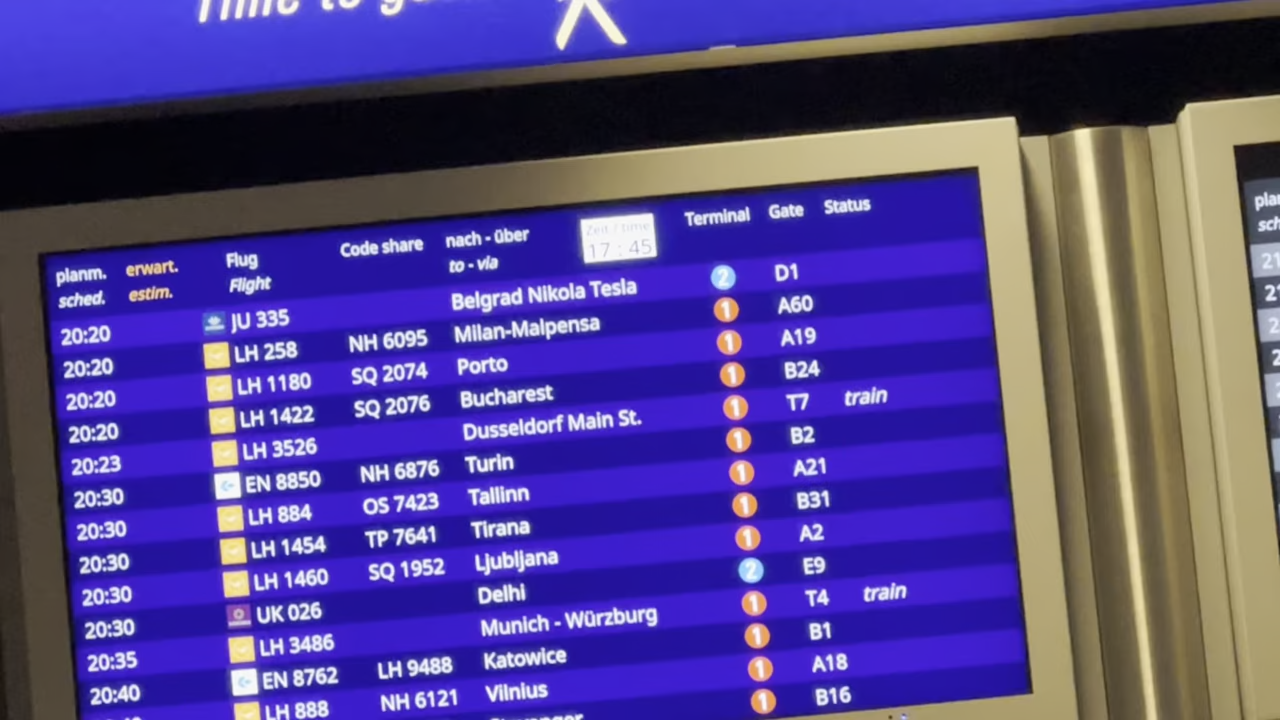 Time to
planm. erwart. Flug Code share nach - über Zeit / time Terminal Gate Status
sched. estim. Flight to - via 17 : 45
20:20 JU 335 Belgrad Nikola Tesla 2 D1
20:20 LH 258 NH 6095 Milan-Malpensa 1 A60
20:20 LH 1180 SQ 2074 Porto 1 A19
20:20 LH 1422 SQ 2076 Bucharest 1 B24
20:23 LH 3526 Dusseldorf Main St. 1 T7 train
20:30 EN 8850 NH 6876 Turin 1 B2
20:30 LH 884 OS 7423 Tallinn 1 A21
20:30 LH 1454 TP 7641 Tirana 1 B31
20:30 LH 1460 SQ 1952 Ljubljana 1 A2
20:30 UK 026 Delhi 2 E9
20:35 LH 3486 Munich - Würzburg 1 T4 train
20:40 EN 8762 LH 9488 Katowice 1 B1
LH 888 NH 6121 Vilnius 1 A18
1 B16